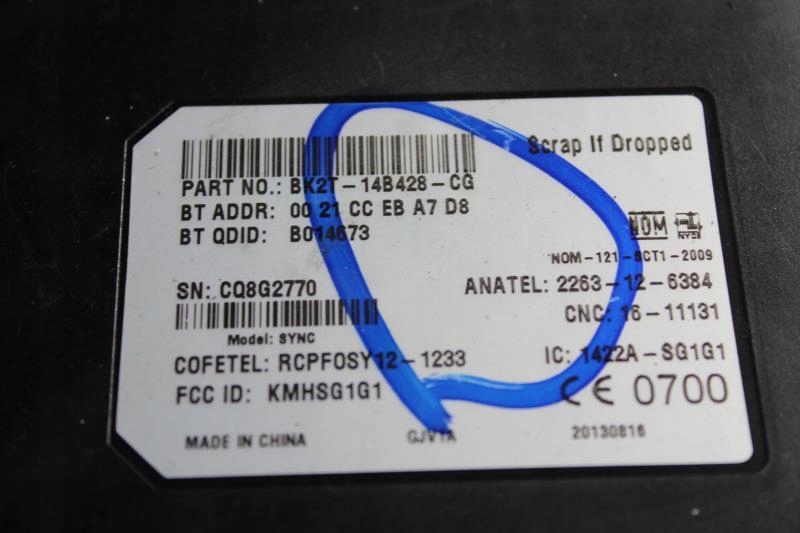 Scrap If Dropped
PART NO.: BK2T-14B428-CG
BT ADDR: 00 21 CC EB A7 D8
BT QDID: B014673
NOM
NYCE
NOM-121-SCT1-2009
SN: CQ8G2770
ANATEL: 2263-12-6384
CNC: 16-11131
Model: SYNC
COFETEL: RCPFOSY12-1233
IC: 1422A-SG1G1
FCC ID: KMHSG1G1
CE 0700
MADE IN CHINA
GJV1A
20130816